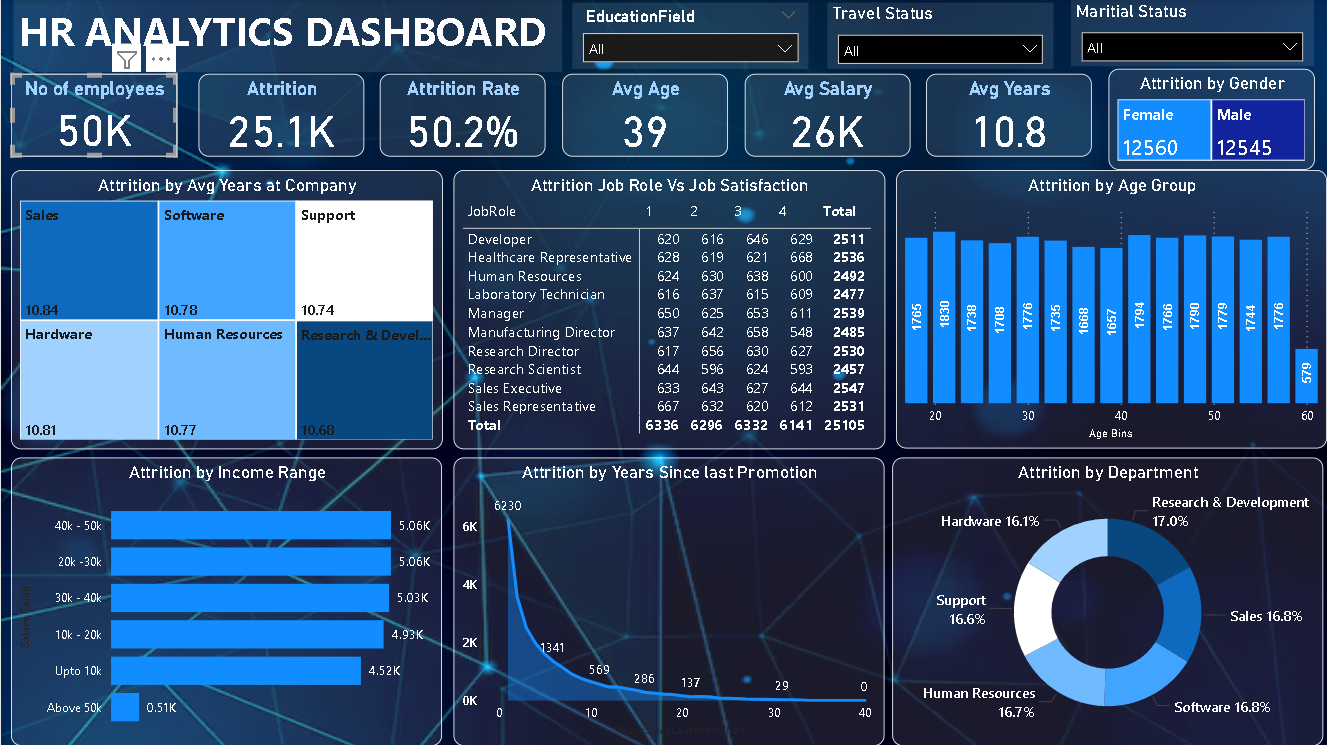 HR ANALYTICS DASHBOARD
EducationField
All
Travel Status
All
Maritial Status
All
No of employees
50K
Attrition
25.1K
Attrition Rate
50.2%
Avg Age
39
Avg Salary
26K
Avg Years
10.8
Attrition by Gender
Female
12560
Male
12545
Attrition by Avg Years at Company
Sales
10.84
Software
10.78
Support
10.74
Hardware
10.81
Human Resources
10.77
Research & Devel...
10.68
Attrition Job Role Vs Job Satisfaction
JobRole 1 2 3 4 Total
Developer 620 616 646 629 2511
Healthcare Representative 628 619 621 668 2536
Human Resources 624 630 638 600 2492
Laboratory Technician 616 637 615 609 2477
Manager 650 625 653 611 2539
Manufacturing Director 637 642 658 548 2485
Research Director 617 656 630 627 2530
Research Scientist 644 596 624 593 2457
Sales Executive 633 643 627 644 2547
Sales Representative 667 632 620 612 2531
Total 6336 6296 6332 6141 25105
Attrition by Age Group
1765 1830 1738 1708 1776 1735 1668 1657 1794 1766 1790 1779 1744 1776 579
20 30 40 50 60
Age Bins
Attrition by Income Range
40k - 50k 5.06K
20k -30k 5.06K
30k - 40k 5.03K
10k - 20k 4.93K
Upto 10k 4.52K
Above 50k 0.51K
Attrition by Years Since last Promotion
6230
6K
4K
2K
1341
569
286
137
29
0
0K
0 10 20 30 40
Attrition by Department
Research & Development
17.0%
Hardware 16.1%
Support
16.6%
Sales 16.8%
Human Resources
16.7%
Software 16.8%